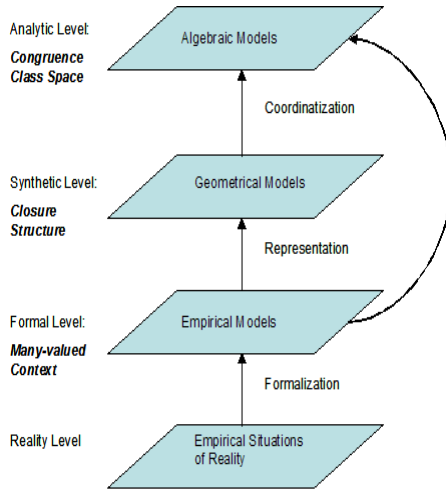 Analytic Level:
Congruence
Class Space
Algebraic Models
Coordinatization
Synthetic Level:
Closure
Structure
Geometrical Models
Representation
Formal Level:
Many-valued
Context
Empirical Models
Formalization
Reality Level
Empirical Situations
of Reality